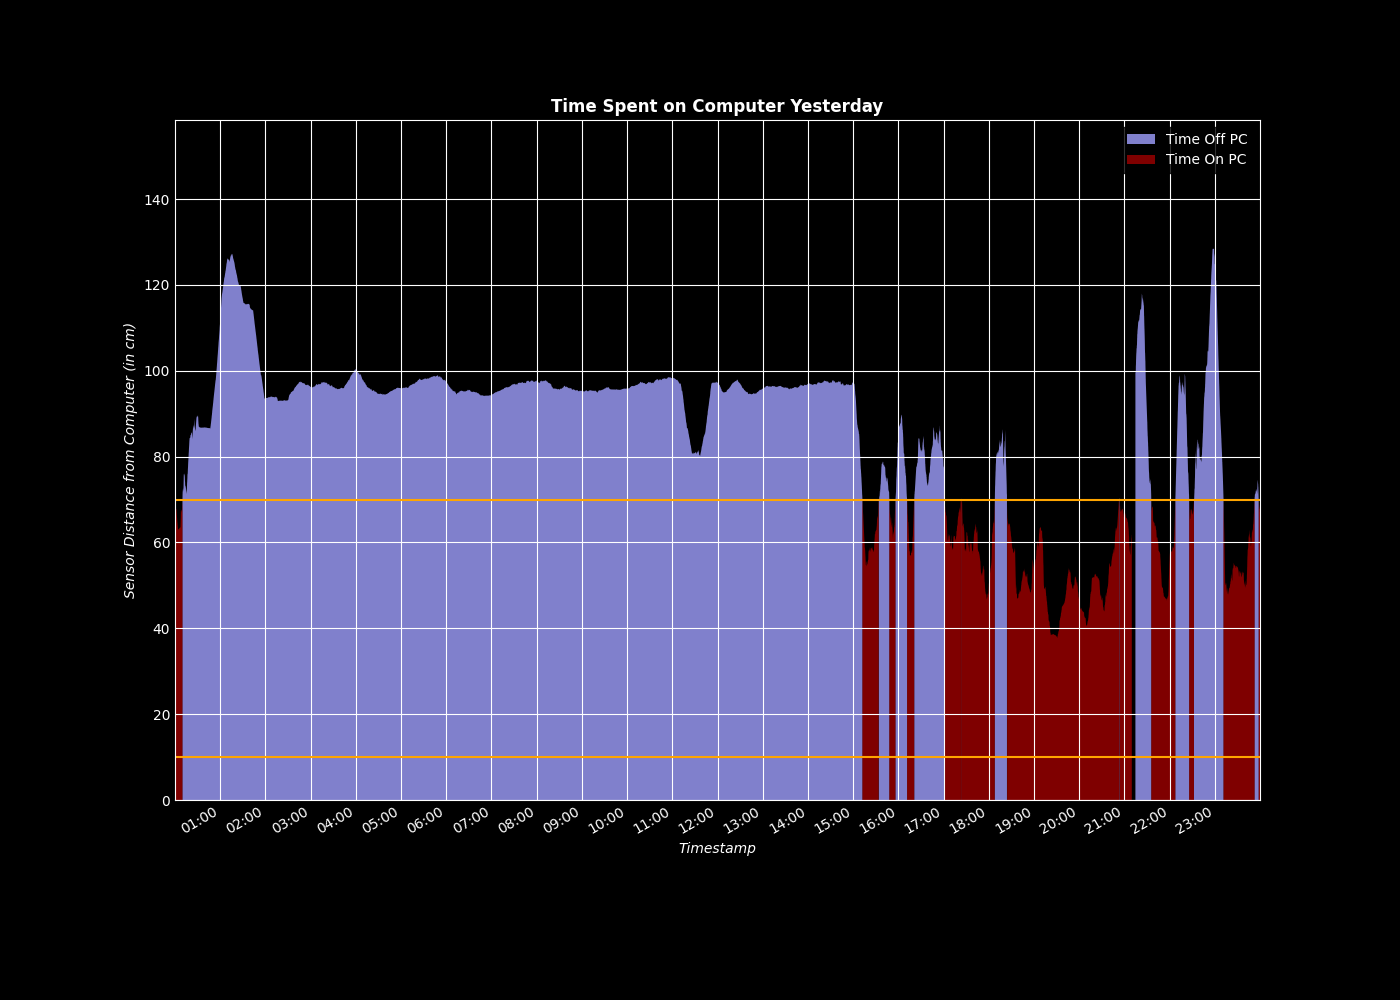 Time Spent on Computer Yesterday
Time Off PC
Time On PC
Sensor Distance from Computer (in cm)
140
120
100
80
60
40
20
0
01:00 02:00 03:00 04:00 05:00 06:00 07:00 08:00 09:00 10:00 11:00 12:00 13:00 14:00 15:00 16:00 17:00 18:00 19:00 20:00 21:00 22:00 23:00
Timestamp